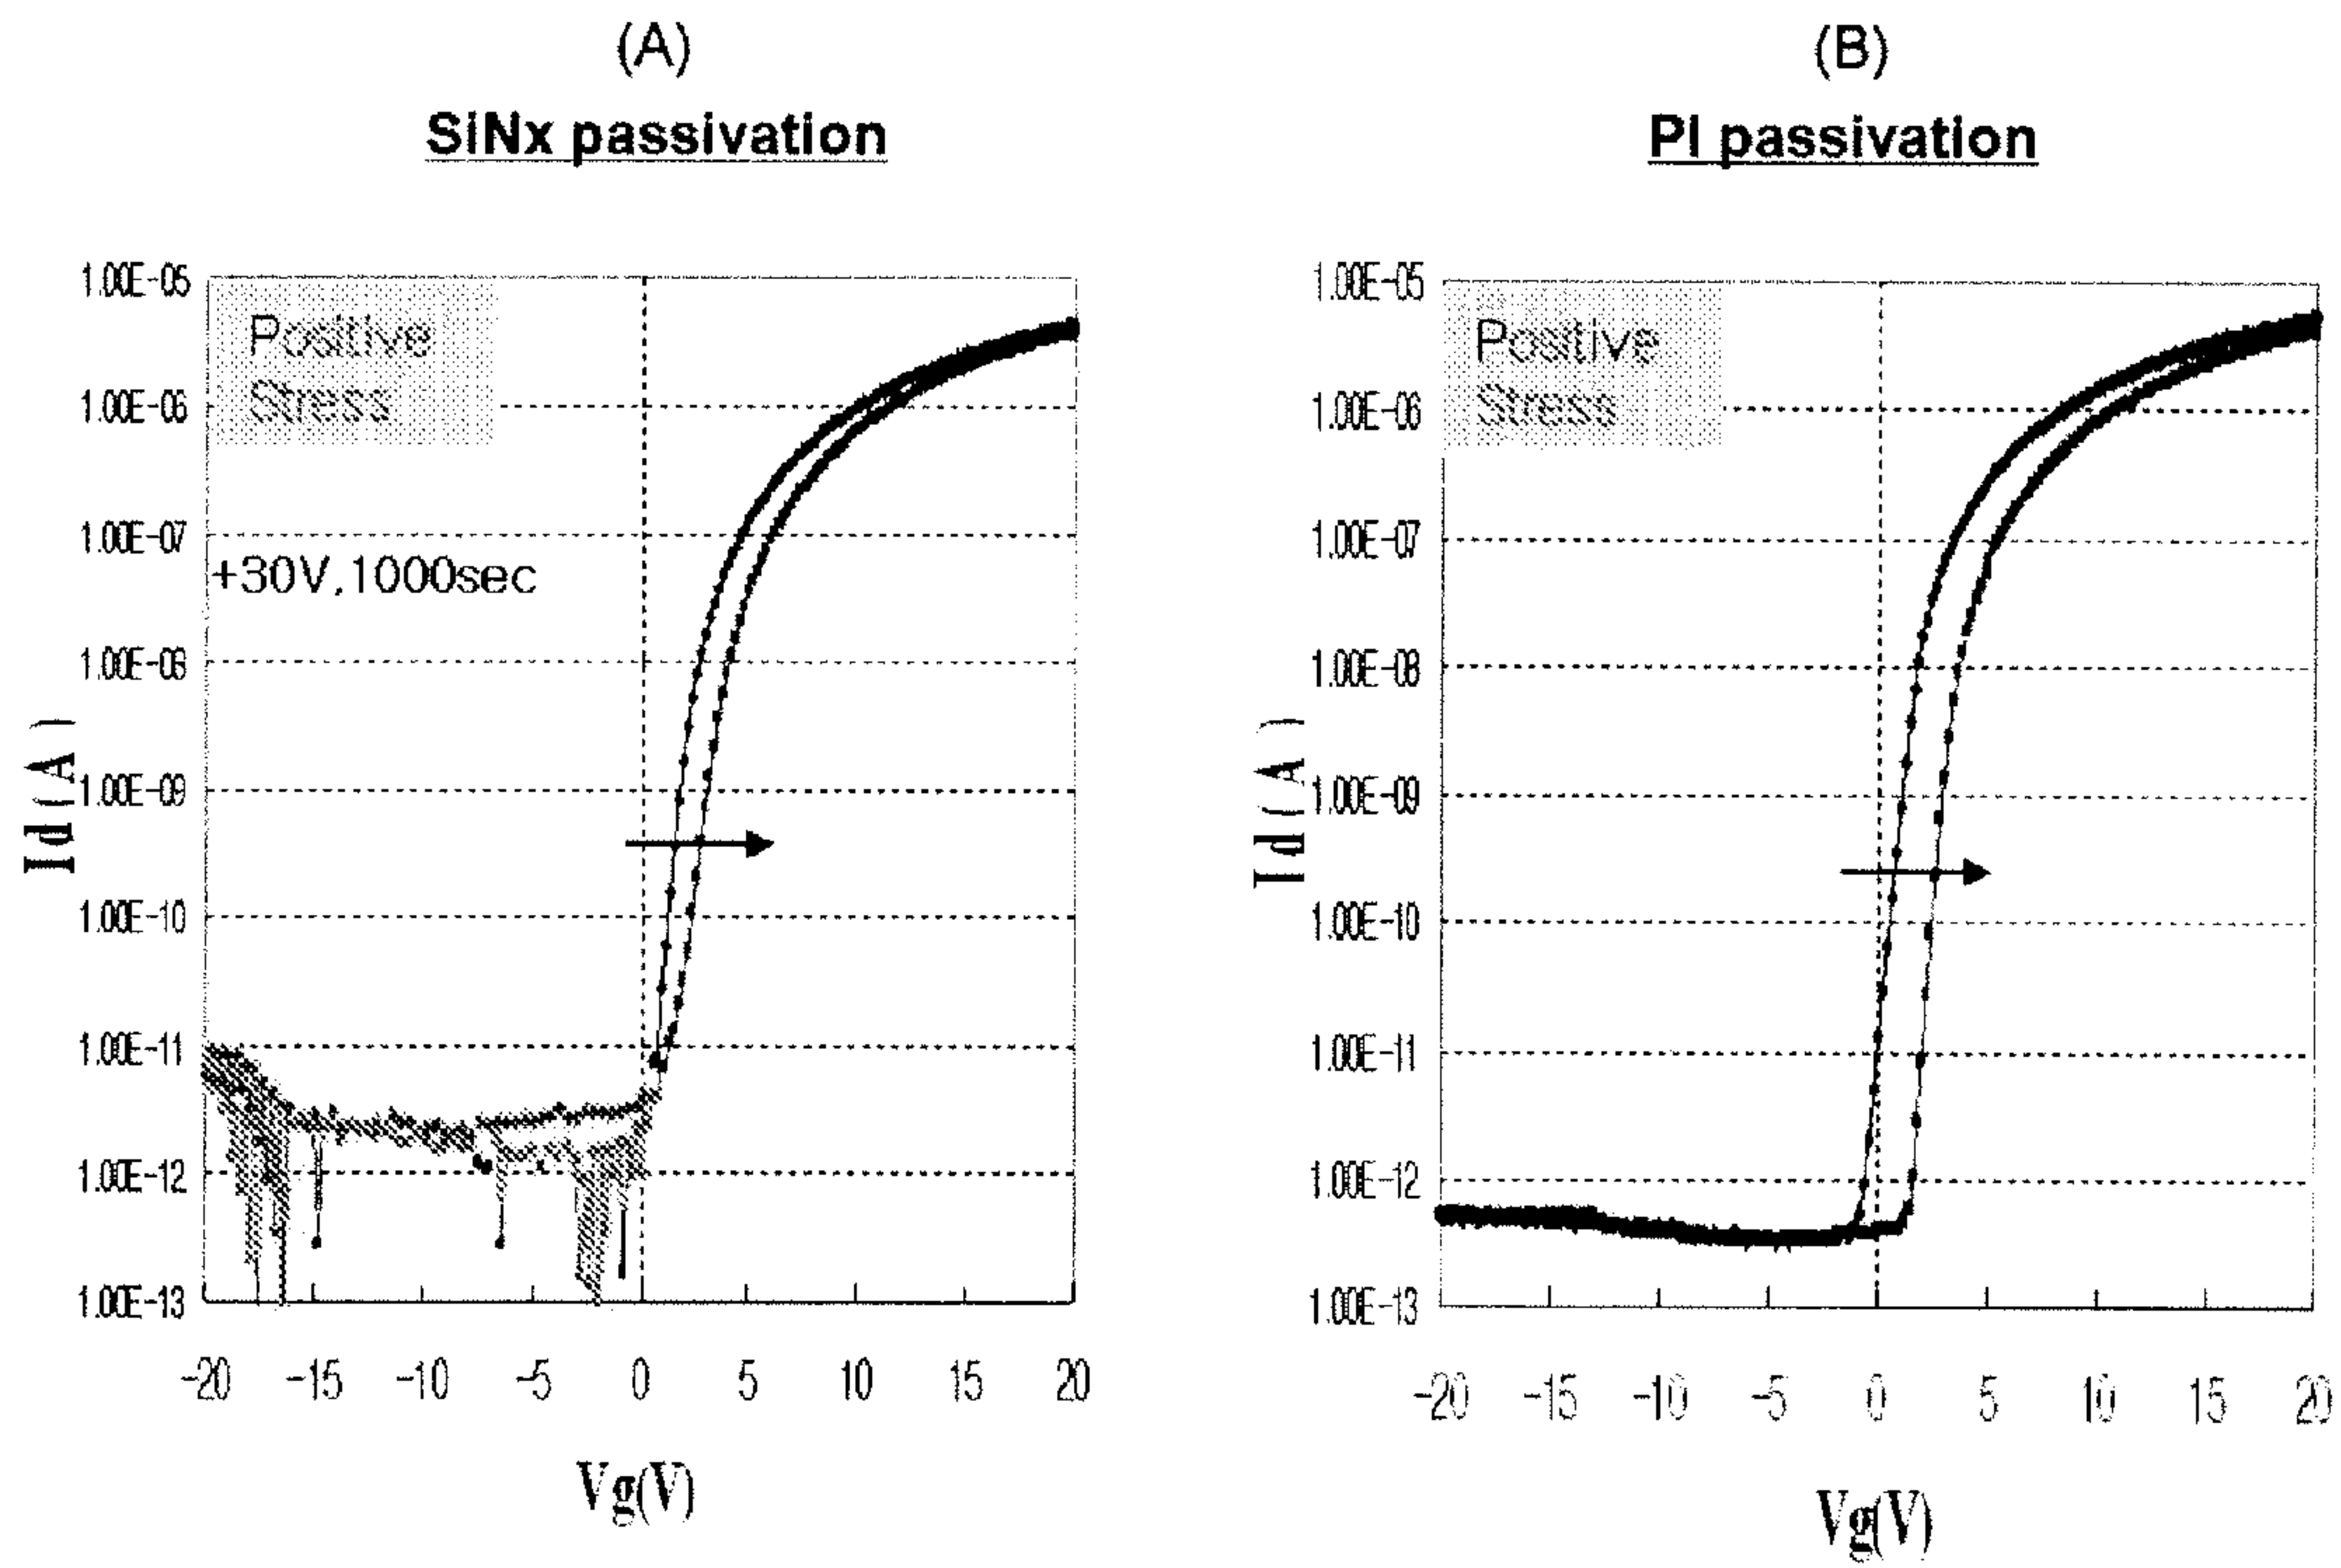 (A)
SiNx passivation
1.00E-05
1.00E-06
1.00E-07
1.00E-08
1.00E-09
1.00E-10
1.00E-11
1.00E-12
1.00E-13
Positive
Stress
+30V,1000sec
Id(A)
-20 -15 -10 -5 0 5 10 15 20
Vg(V)
(B)
PI passivation
1.00E-05
1.00E-06
1.00E-07
1.00E-08
1.00E-09
1.00E-10
1.00E-11
1.00E-12
1.00E-13
Positive
Stress
Id(A)
-20 -15 -10 -5 0 5 10 15 20
Vg(V)